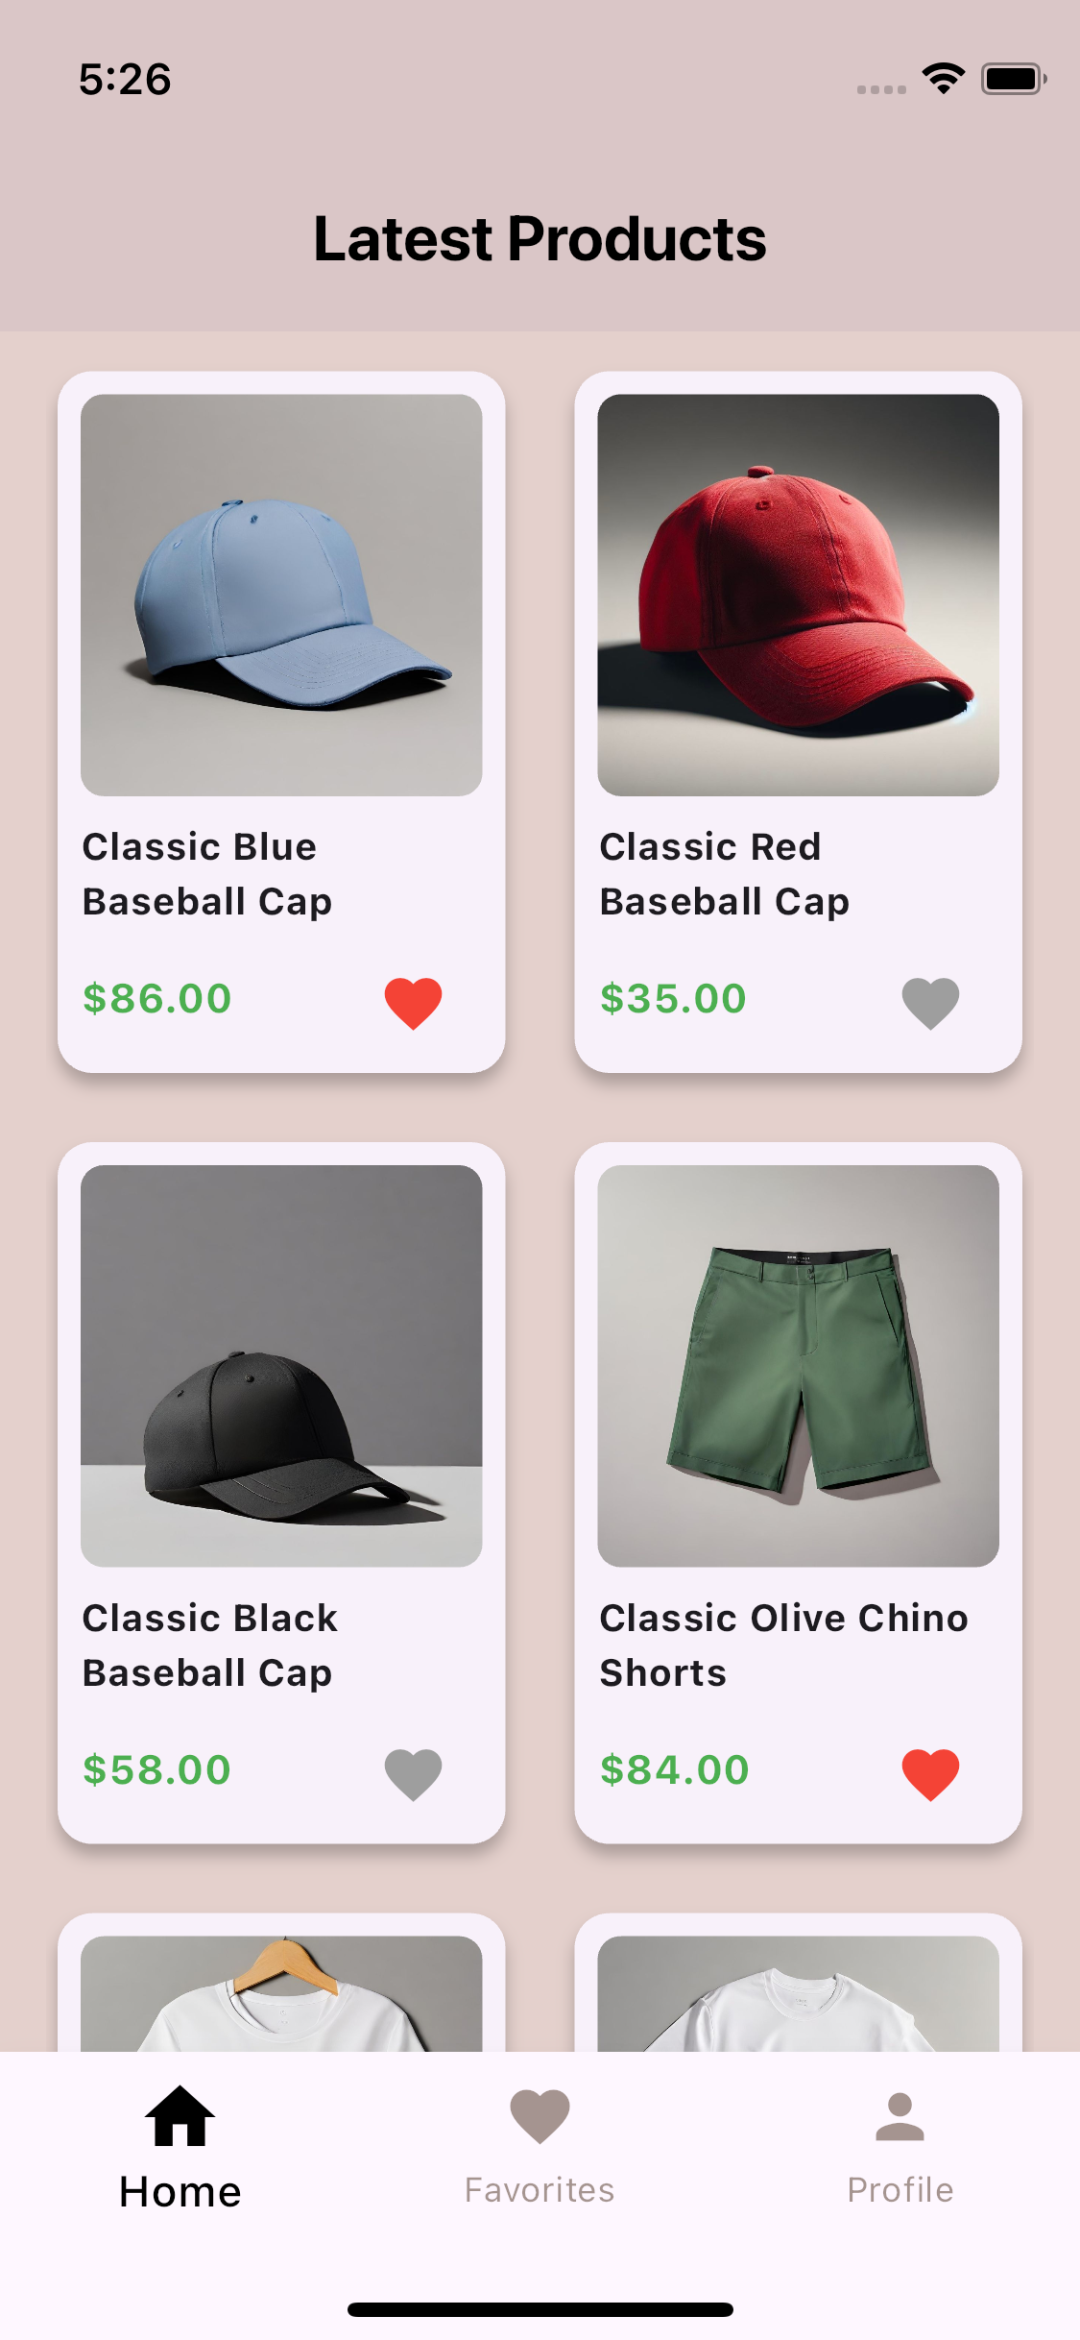 5:26
Latest Products
Classic Blue
Baseball Cap
$86.00
Classic Red
Baseball Cap
$35.00
Classic Black
Baseball Cap
$58.00
Classic Olive Chino
Shorts
$84.00
Home
Favorites
Profile